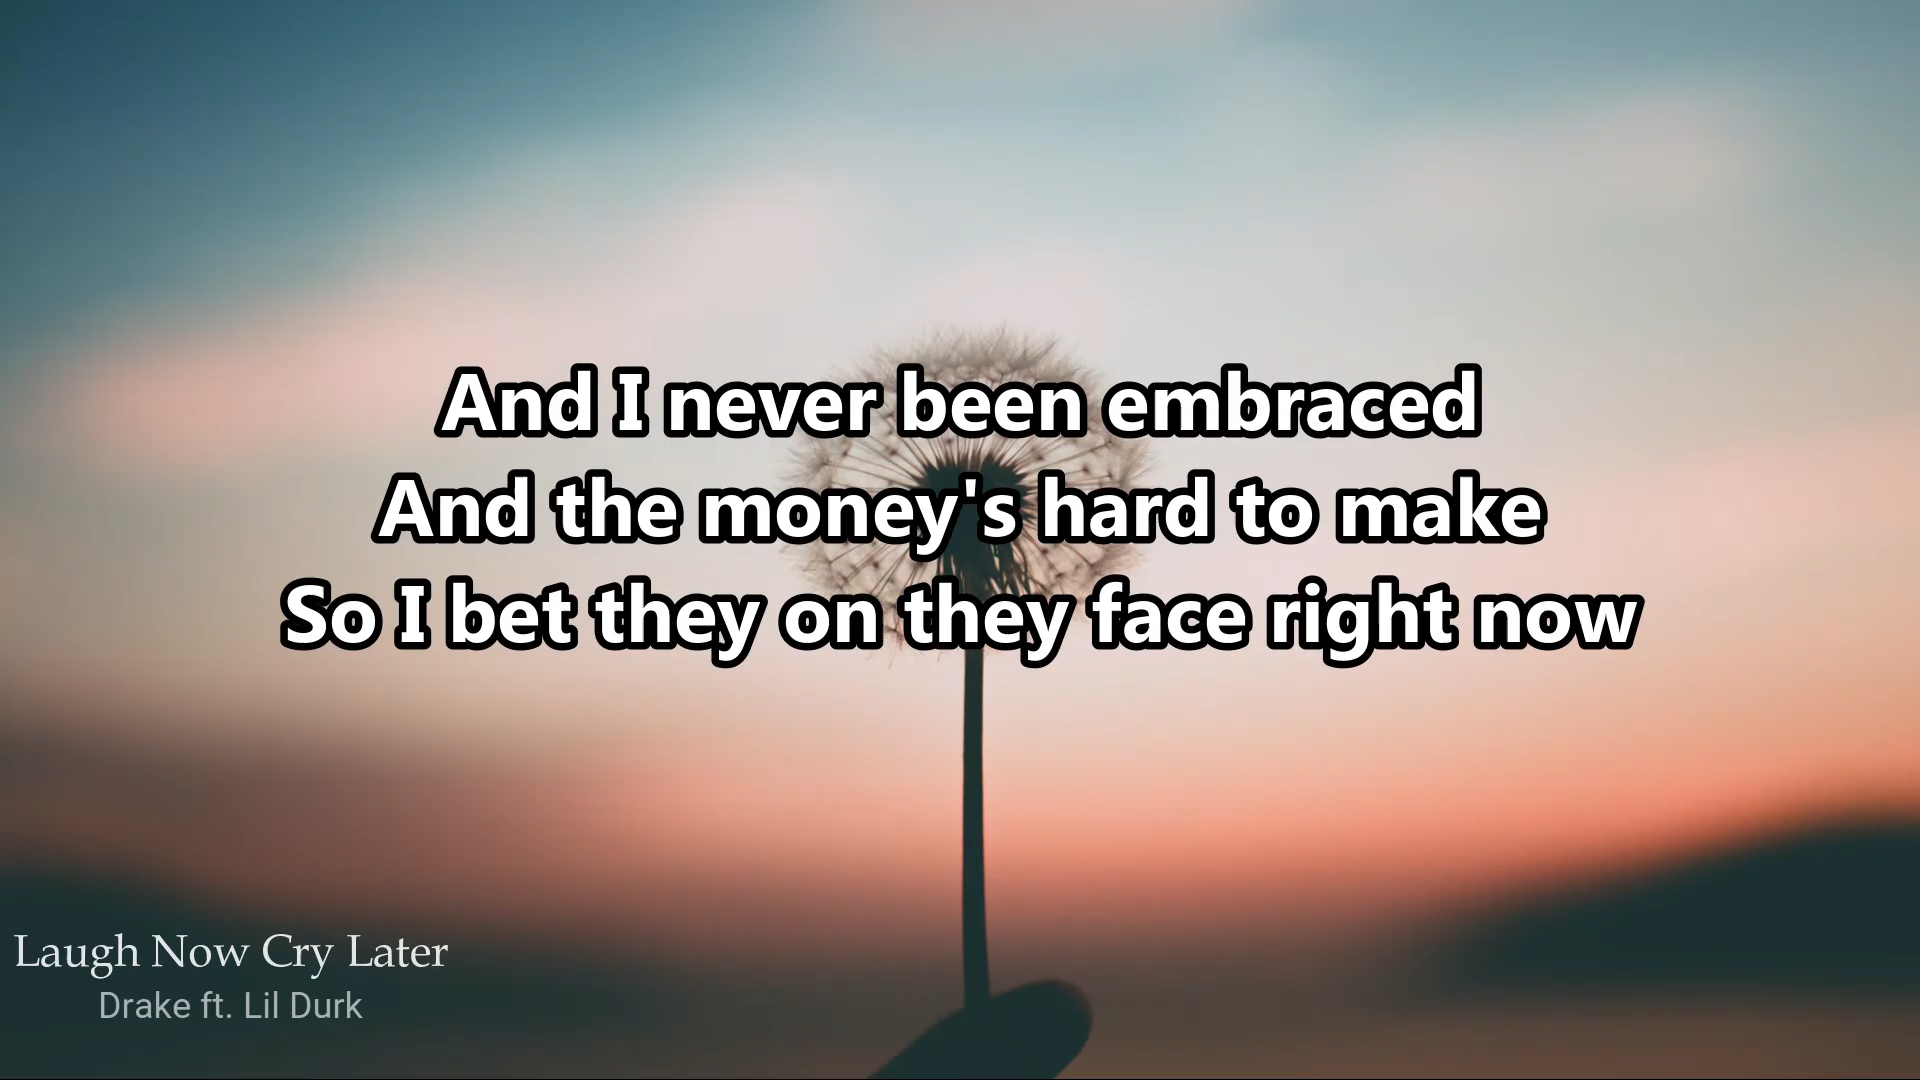 And I never been embraced
And the money's hard to make
So I bet they on they face right now
Laugh Now Cry Later
Drake ft. Lil Durk